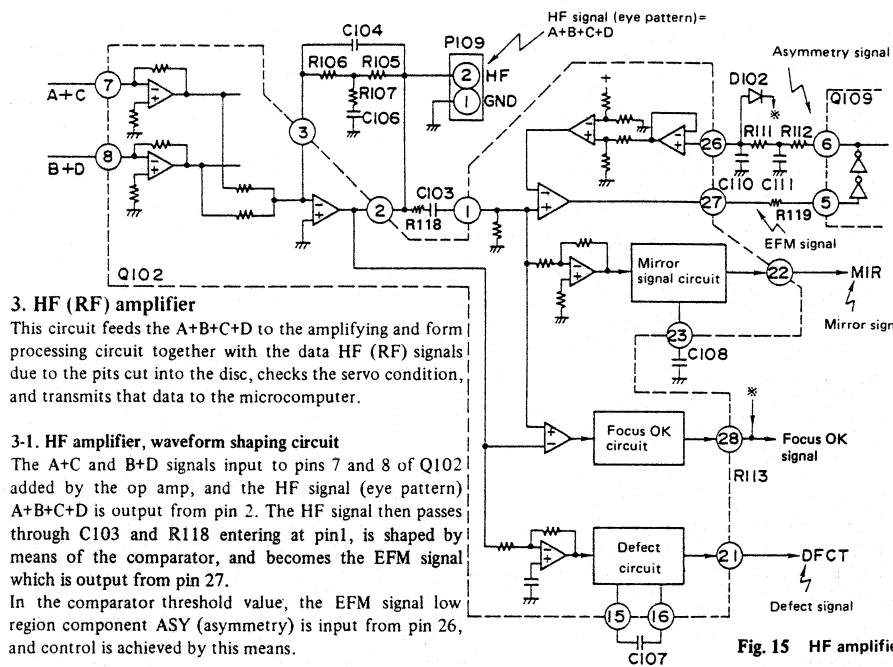 HF signal (eye pattern)=
A+B+C+D
C104
P109
R106
R105
2
HF
R107
1
GND
C106
Asymmetry signal
D102
Q109
※
7
A+C
3
+
26
R111
R112
6
8
B+D
C103
C110
C111
2
1
27
5
R118
R119
EFM signal
Q102
Mirror
signal circuit
22
MIR
Mirror sign
23
C108
※
Focus OK
circuit
28
Focus OK
signal
R113
Defect
circuit
21
DFCT
Defect signal
15
16
C107
3. HF (RF) amplifier
This circuit feeds the A+B+C+D to the amplifying and form
processing circuit together with the data HF (RF) signals
due to the pits cut into the disc, checks the servo condition,
and transmits that data to the microcomputer.
3-1. HF amplifier, waveform shaping circuit
The A+C and B+D signals input to pins 7 and 8 of Q102
added by the op amp, and the HF signal (eye pattern)
A+B+C+D is output from pin 2. The HF signal then passes
through C103 and R118 entering at pin1, is shaped by
means of the comparator, and becomes the EFM signal
which is output from pin 27.
In the comparator threshold value, the EFM signal low
region component ASY (asymmetry) is input from pin 26,
and control is achieved by this means.
Fig. 15 HF amplifie